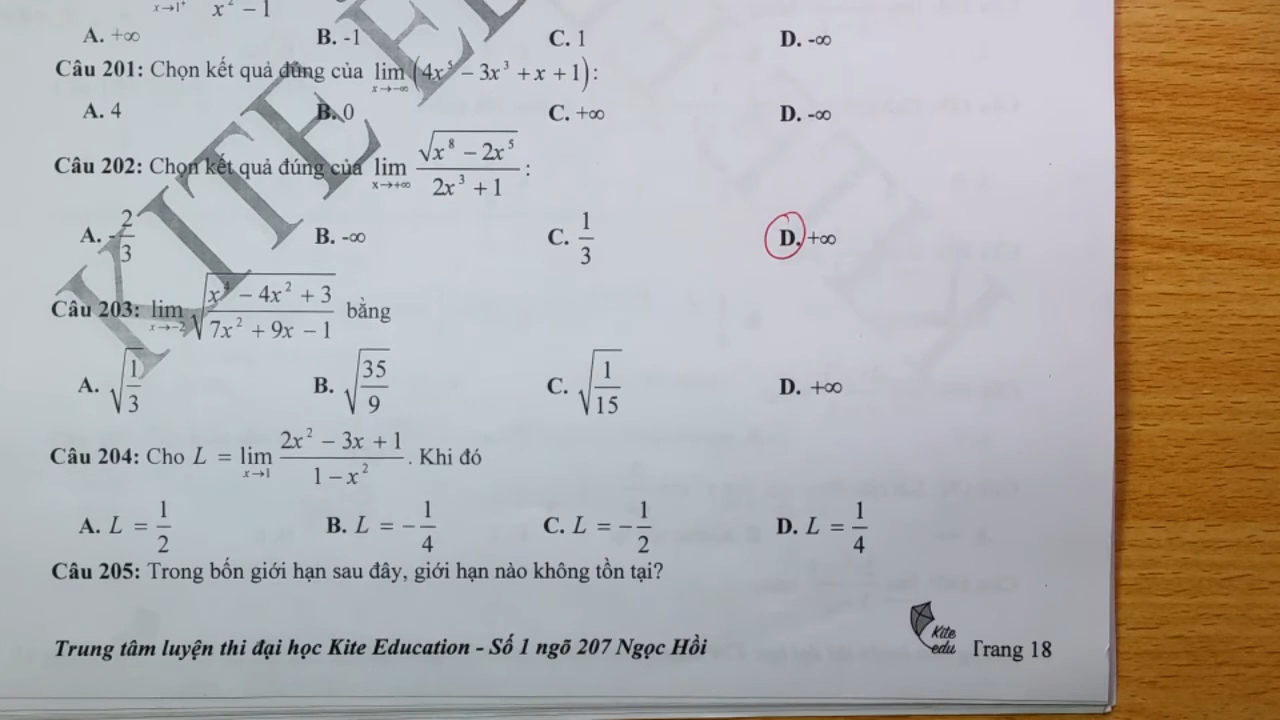 x→1⁺ x² − 1
A. +∞ B. -1 C. 1 D. -∞
Câu 201: Chọn kết quả đúng của lim x→−∞ (4x⁵ − 3x³ + x + 1):
A. 4 B. 0 C. +∞ D. -∞
Câu 202: Chọn kết quả đúng của lim x→+∞ √(x⁸ − 2x⁵) / (2x³ + 1) :
A. -2/3 B. -∞ C. 1/3 D. +∞
Câu 203: lim x→−2 √((x⁴ − 4x² + 3) / (7x² + 9x − 1)) bằng
A. √(1/3) B. √(35/9) C. √(1/15) D. +∞
Câu 204: Cho L = lim x→1 (2x² − 3x + 1) / (1 − x²). Khi đó
A. L = 1/2 B. L = −1/4 C. L = −1/2 D. L = 1/4
Câu 205: Trong bốn giới hạn sau đây, giới hạn nào không tồn tại?
Trung tâm luyện thi đại học Kite Education - Số 1 ngõ 207 Ngọc Hồi
Kite
edu
Trang 18
KITE